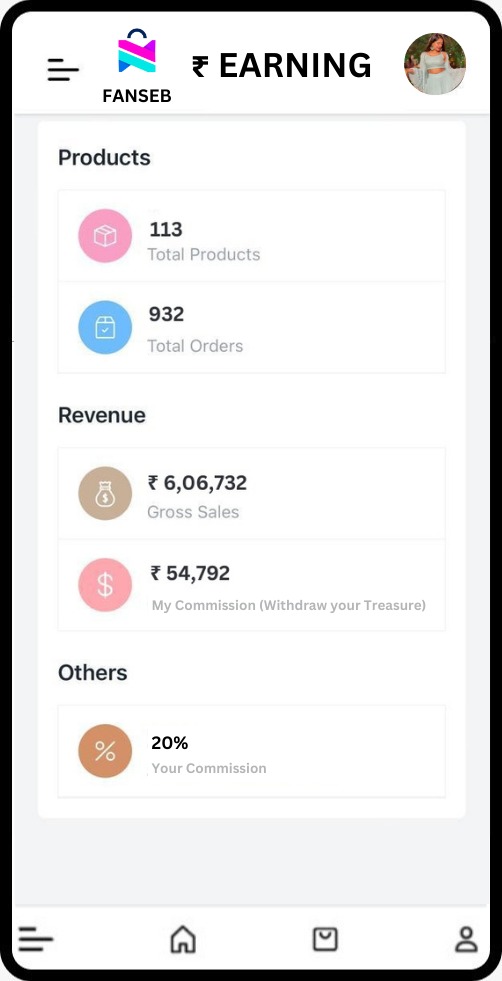 FANSEB
₹ EARNING
Products
113
Total Products
932
Total Orders
Revenue
₹ 6,06,732
Gross Sales
₹ 54,792
My Commission (Withdraw your Treasure)
Others
20%
Your Commission